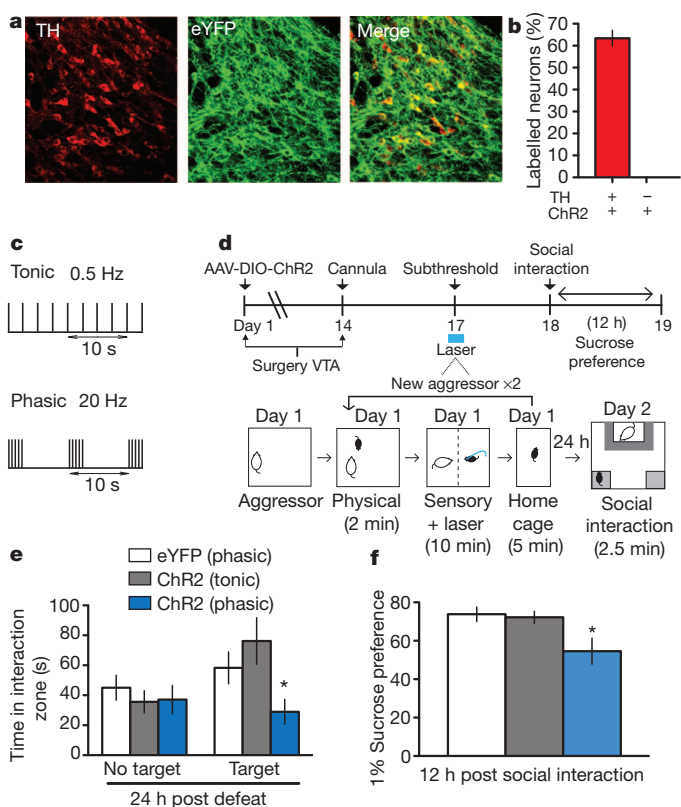 a
TH
eYFP
Merge
b
Labelled neurons (%)
70
60
50
40
30
20
10
0
TH + −
ChR2 + +
c
Tonic 0.5 Hz
10 s
Phasic 20 Hz
10 s
d
AAV-DIO-ChR2
Cannula
Subthreshold
Social
interaction
Day 1
14
17
18
19
(12 h)
Sucrose
preference
Surgery VTA
Laser
New aggressor ×2
Day 1
Day 1
Day 1
Day 1
Day 2
24 h
Aggressor
Physical
(2 min)
Sensory
+ laser
(10 min)
Home
cage
(5 min)
Social
interaction
(2.5 min)
e
eYFP (phasic)
ChR2 (tonic)
ChR2 (phasic)
Time in interaction
zone (s)
100
80
60
40
20
0
*
No target
Target
24 h post defeat
f
1% Sucrose preference
80
60
40
20
0
*
12 h post social interaction